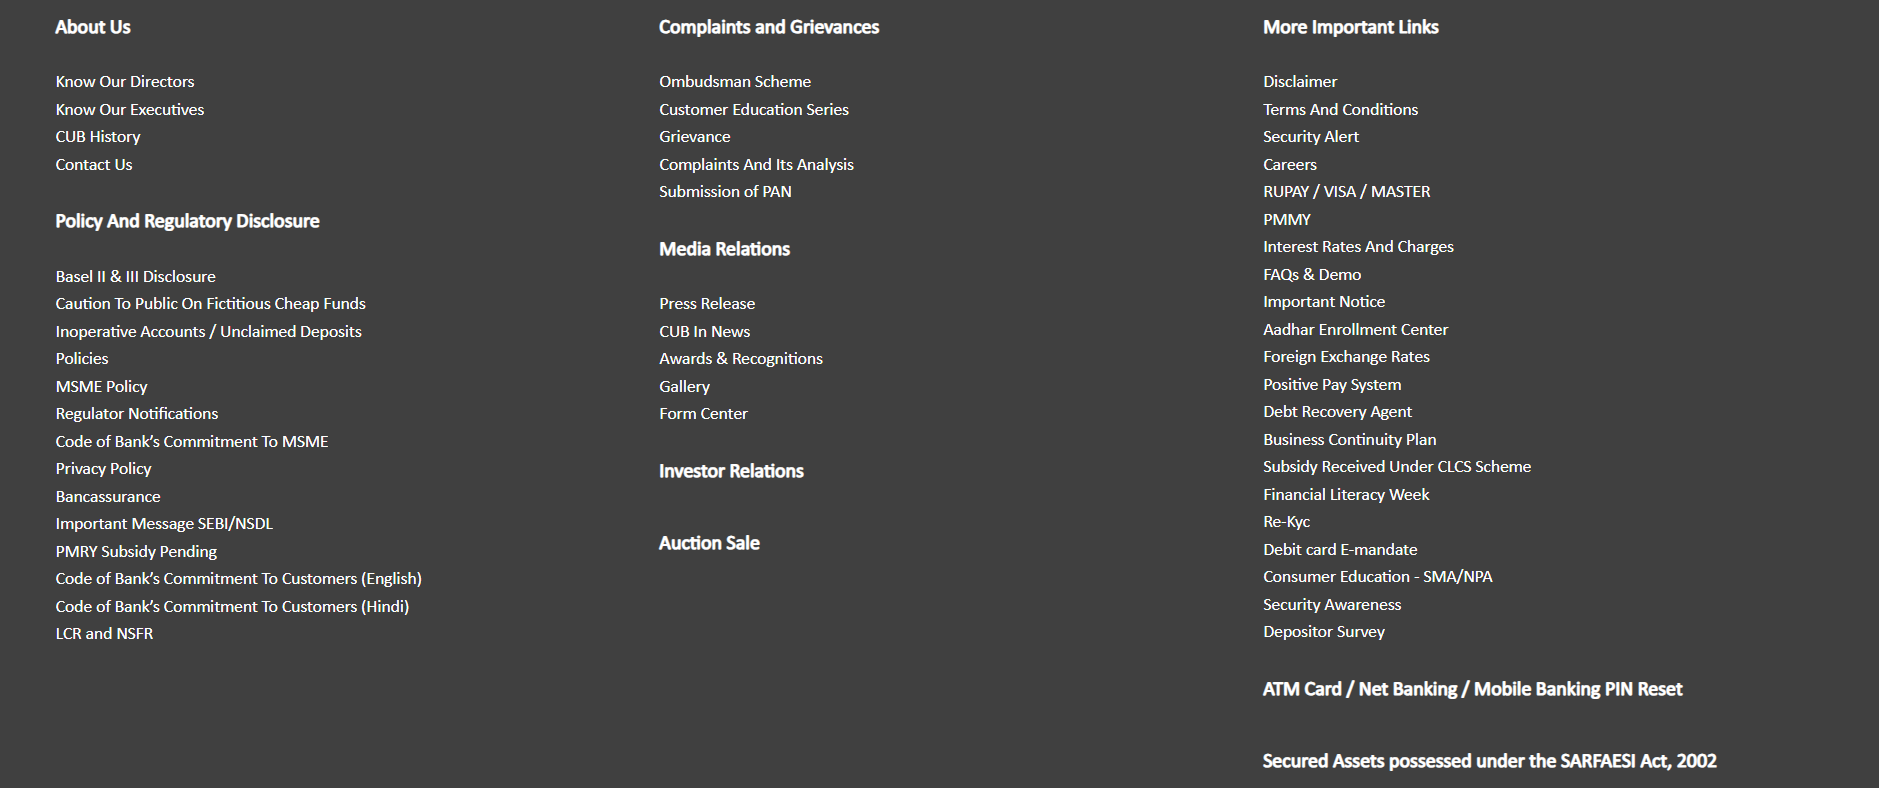 About Us
Know Our Directors
Know Our Executives
CUB History
Contact Us
Policy And Regulatory Disclosure
Basel II & III Disclosure
Caution To Public On Fictitious Cheap Funds
Inoperative Accounts / Unclaimed Deposits
Policies
MSME Policy
Regulator Notifications
Code of Bank’s Commitment To MSME
Privacy Policy
Bancassurance
Important Message SEBI/NSDL
PMRY Subsidy Pending
Code of Bank’s Commitment To Customers (English)
Code of Bank’s Commitment To Customers (Hindi)
LCR and NSFR
Complaints and Grievances
Ombudsman Scheme
Customer Education Series
Grievance
Complaints And Its Analysis
Submission of PAN
Media Relations
Press Release
CUB In News
Awards & Recognitions
Gallery
Form Center
Investor Relations
Auction Sale
More Important Links
Disclaimer
Terms And Conditions
Security Alert
Careers
RUPAY / VISA / MASTER
PMMY
Interest Rates And Charges
FAQs & Demo
Important Notice
Aadhar Enrollment Center
Foreign Exchange Rates
Positive Pay System
Debt Recovery Agent
Business Continuity Plan
Subsidy Received Under CLCS Scheme
Financial Literacy Week
Re-Kyc
Debit card E-mandate
Consumer Education - SMA/NPA
Security Awareness
Depositor Survey
ATM Card / Net Banking / Mobile Banking PIN Reset
Secured Assets possessed under the SARFAESI Act, 2002